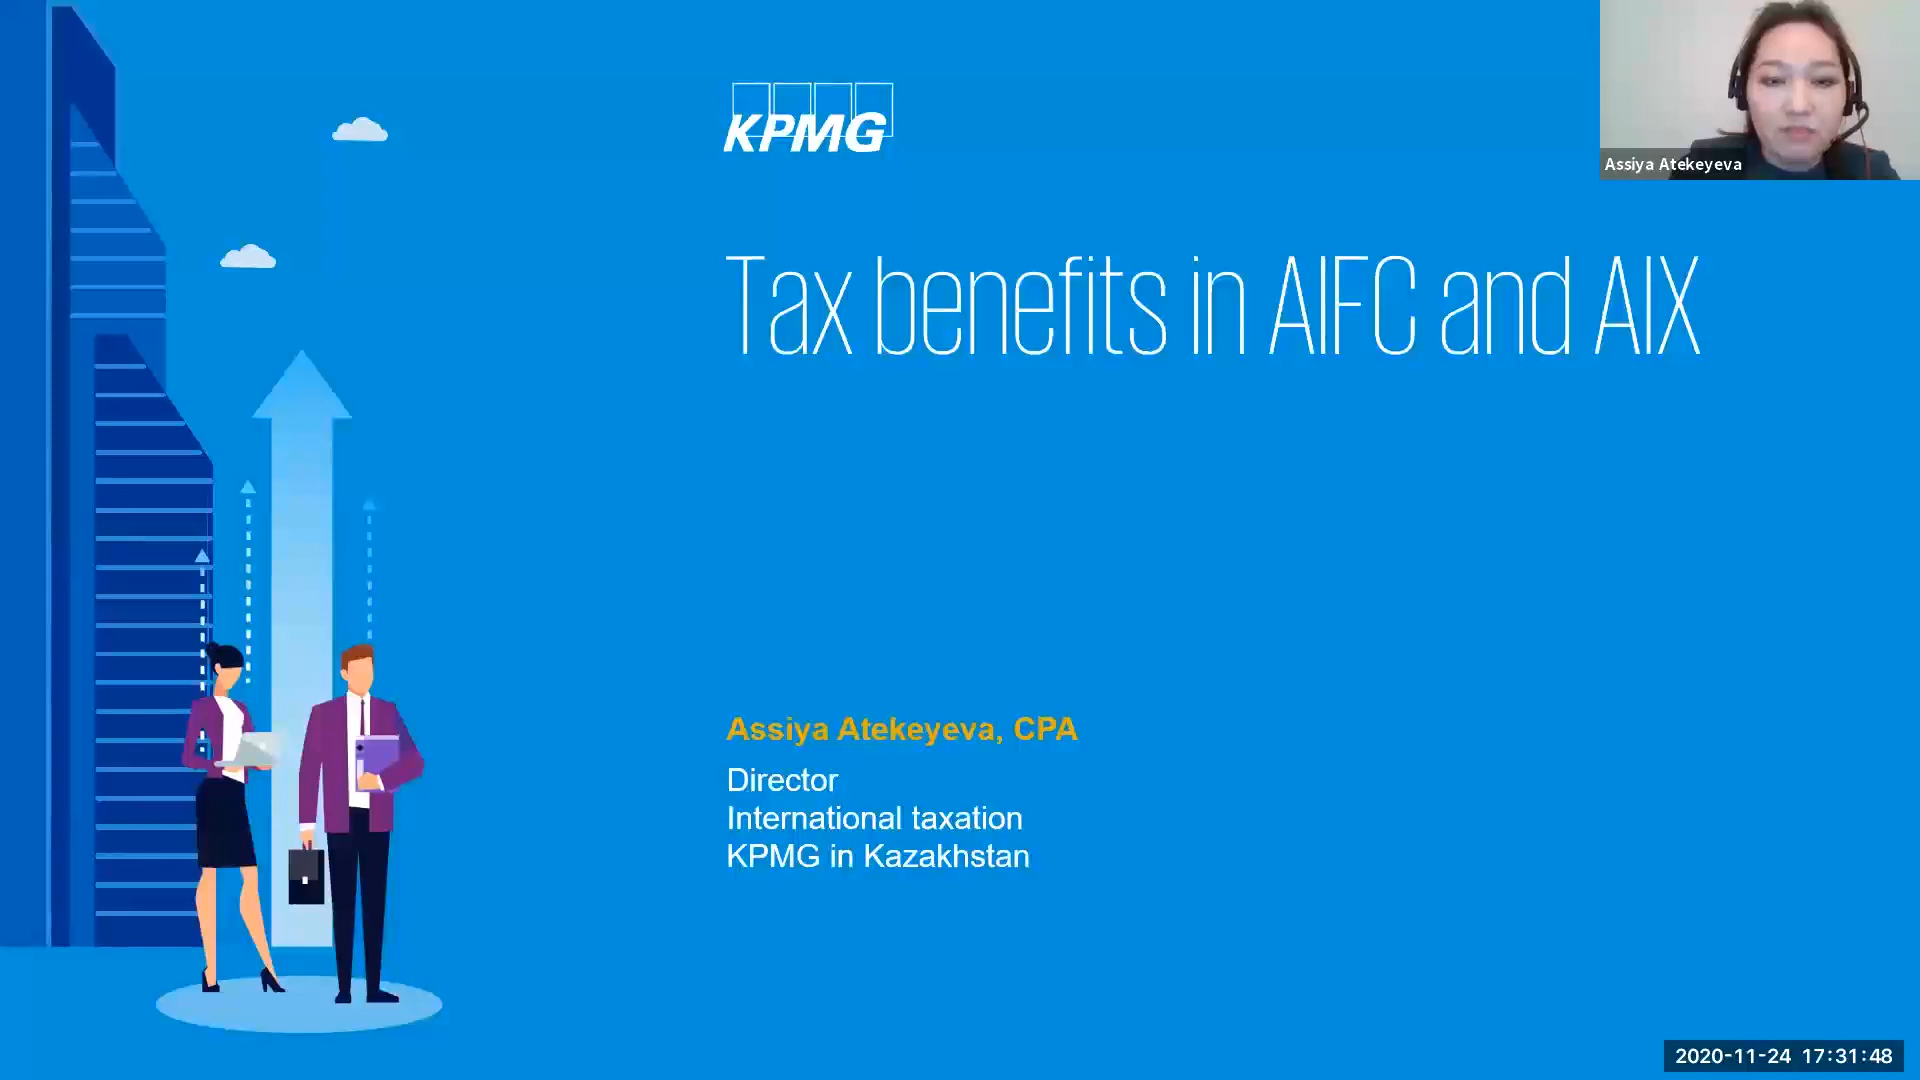 KPMG
Assiya Atekeyeva
Tax benefits in AIFC and AIX
Assiya Atekeyeva, CPA
Director
International taxation
KPMG in Kazakhstan
2020-11-24 17:31:48